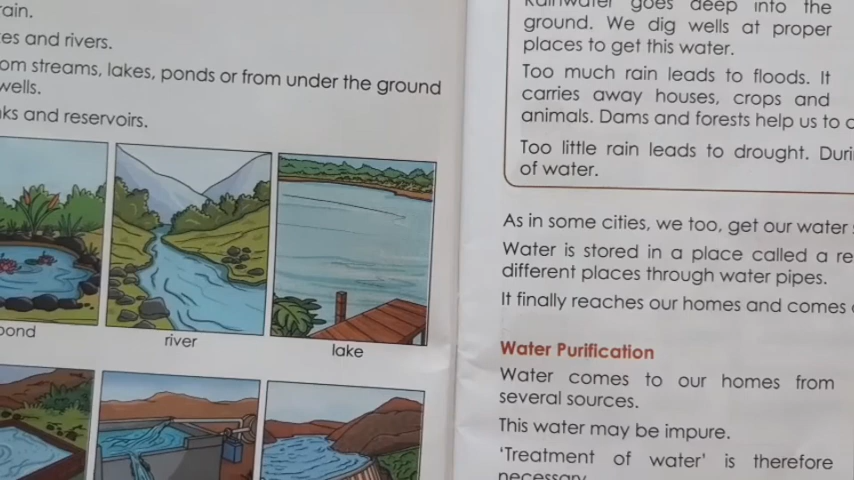 rain.
and rivers.
streams, lakes, ponds or from under the ground
wells.
and reservoirs.
pond
river
lake
Rainwater goes deep into the
ground. We dig wells at proper
places to get this water.
Too much rain leads to floods. It
carries away houses, crops and
animals. Dams and forests help us to
Too little rain leads to drought.
of water.
As in some cities, we too, get our water
Water is stored in a place called a
different places through water pipes.
It finally reaches our homes and comes
Water Purification
Water comes to our homes from
several sources.
This water may be impure.
‘Treatment of water’ is therefore
necessary